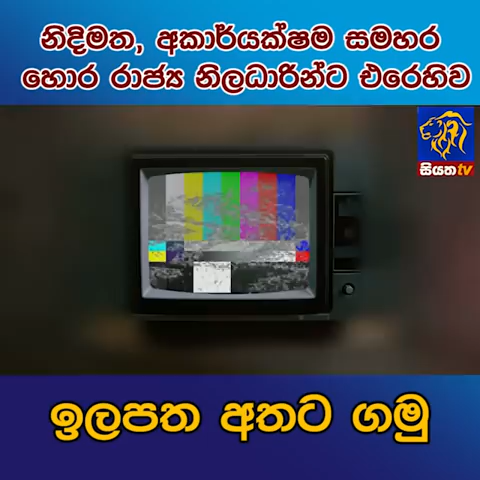 නිදිමත, අකාර්යක්ෂම සමහර
හොර රාජ්‍ය නිලධාරින්ට එරෙහිව
සියත tv
ඉලපත අතට ගමු